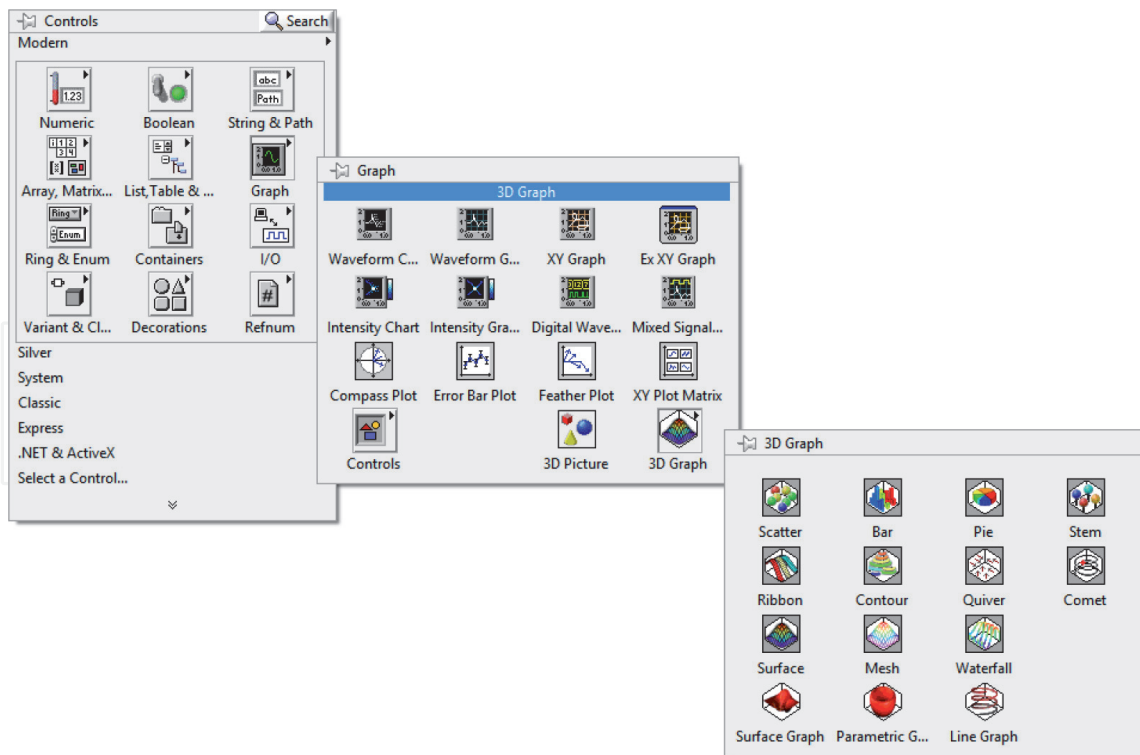 Controls
Search
Modern
Numeric Boolean String & Path
Array, Matrix... List,Table & ... Graph
Ring & Enum Containers I/O
Variant & Cl... Decorations Refnum
Silver
System
Classic
Express
.NET & ActiveX
Select a Control...
Graph
3D Graph
Waveform C... Waveform G... XY Graph Ex XY Graph
Intensity Chart Intensity Gra... Digital Wave... Mixed Signal...
Compass Plot Error Bar Plot Feather Plot XY Plot Matrix
Controls 3D Picture 3D Graph
3D Graph
Scatter Bar Pie Stem
Ribbon Contour Quiver Comet
Surface Mesh Waterfall
Surface Graph Parametric G... Line Graph